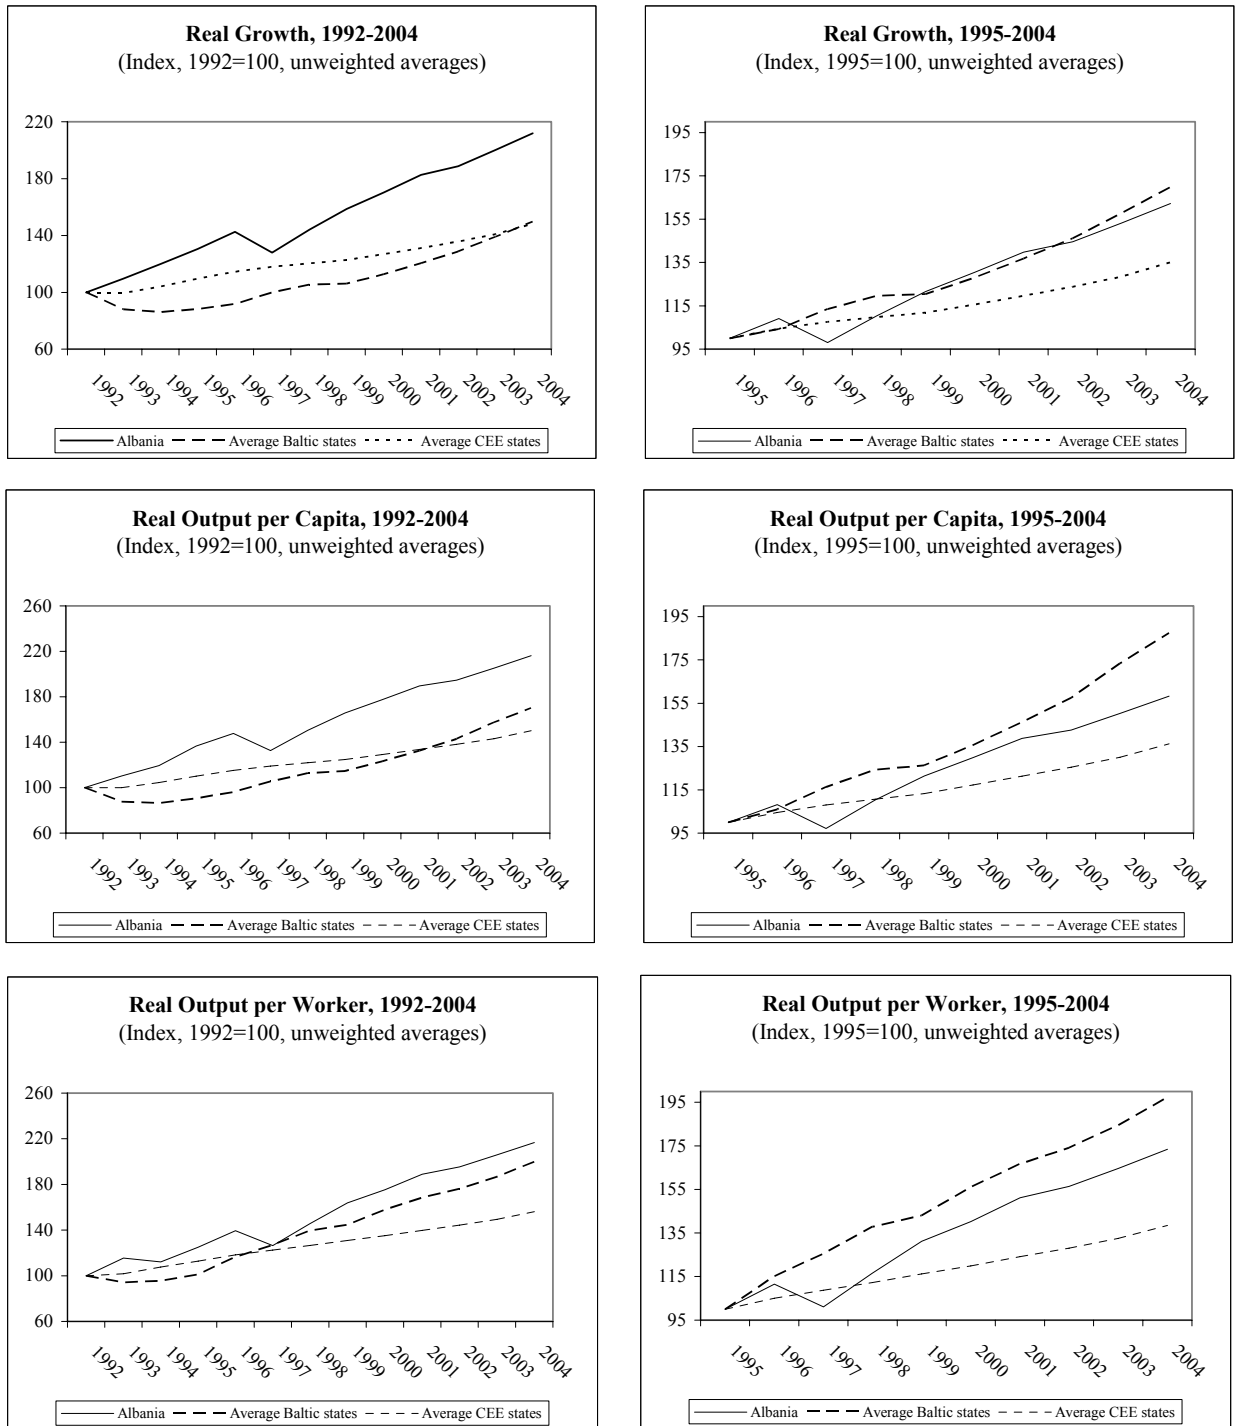 Real Growth, 1992-2004
(Index, 1992=100, unweighted averages)
220
180
140
100
60
1992 1993 1994 1995 1996 1997 1998 1999 2000 2001 2002 2003 2004
Albania Average Baltic states Average CEE states
Real Growth, 1995-2004
(Index, 1995=100, unweighted averages)
195
175
155
135
115
95
1995 1996 1997 1998 1999 2000 2001 2002 2003 2004
Albania Average Baltic states Average CEE states
Real Output per Capita, 1992-2004
(Index, 1992=100, unweighted averages)
260
220
180
140
100
60
1992 1993 1994 1995 1996 1997 1998 1999 2000 2001 2002 2003 2004
Albania Average Baltic states Average CEE states
Real Output per Capita, 1995-2004
(Index, 1995=100, unweighted averages)
195
175
155
135
115
95
1995 1996 1997 1998 1999 2000 2001 2002 2003 2004
Albania Average Baltic states Average CEE states
Real Output per Worker, 1992-2004
(Index, 1992=100, unweighted averages)
260
220
180
140
100
60
1992 1993 1994 1995 1996 1997 1998 1999 2000 2001 2002 2003 2004
Albania Average Baltic states Average CEE states
Real Output per Worker, 1995-2004
(Index, 1995=100, unweighted averages)
195
175
155
135
115
95
1995 1996 1997 1998 1999 2000 2001 2002 2003 2004
Albania Average Baltic states Average CEE states